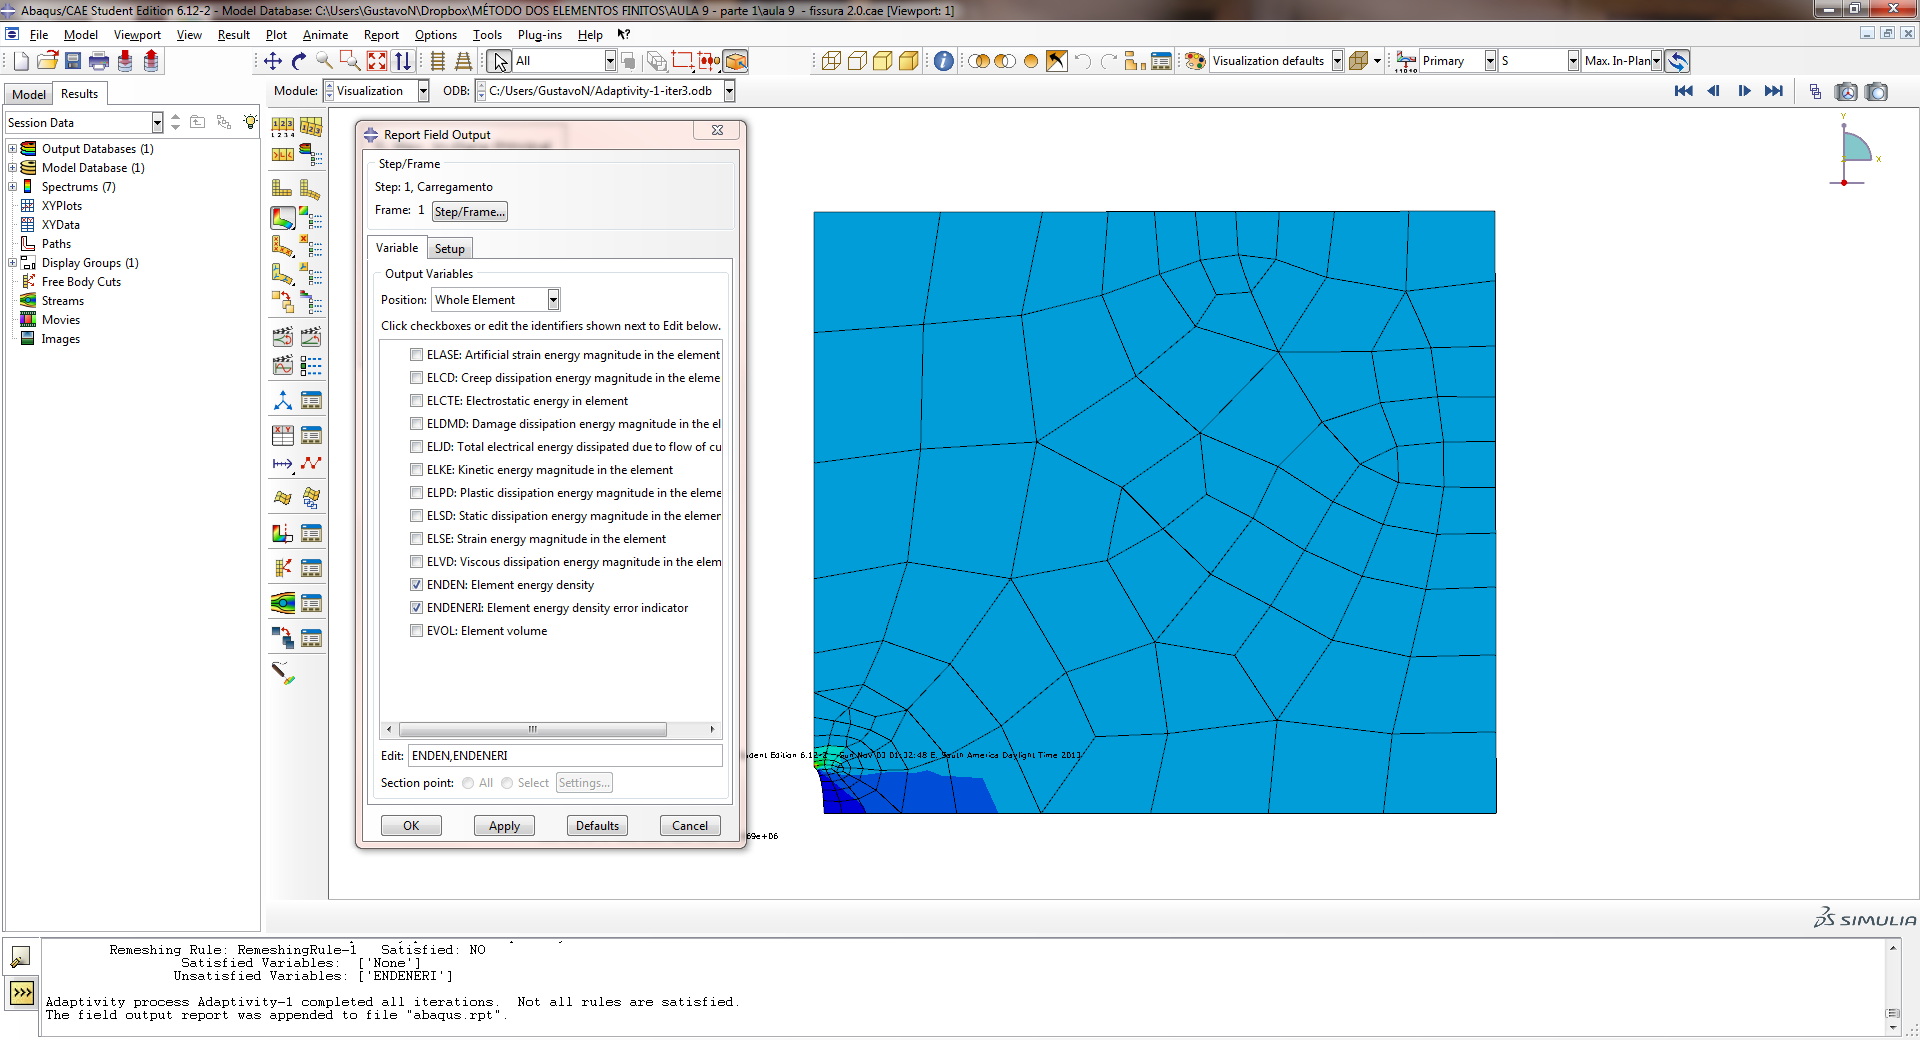 Abaqus/CAE Student Edition 6.12-2 - Model Database: C:\Users\GustavoN\Dropbox\MÉTODO DOS ELEMENTOS FINITOS\AULA 9 - parte 1\aula 9 - fissura 2.0.cae [Viewport: 1]
File Model Viewport View Result Plot Animate Report Options Tools Plug-ins Help
All
Visualization defaults
Primary
S
Max. In-Plan
Model Results
Module: Visualization ODB: C:/Users/GustavoN/Adaptivity-1-iter3.odb
Session Data
Output Databases (1)
Model Database (1)
Spectrums (7)
XYPlots
XYData
Paths
Display Groups (1)
Free Body Cuts
Streams
Movies
Images
Report Field Output
Step/Frame
Step: 1, Carregamento
Frame: 1 Step/Frame...
Variable Setup
Output Variables
Position: Whole Element
Click checkboxes or edit the identifiers shown next to Edit below.
ELASE: Artificial strain energy magnitude in the element
ELCD: Creep dissipation energy magnitude in the eleme
ELCTE: Electrostatic energy in element
ELDMD: Damage dissipation energy magnitude in the el
ELJD: Total electrical energy dissipated due to flow of cu
ELKE: Kinetic energy magnitude in the element
ELPD: Plastic dissipation energy magnitude in the eleme
ELSD: Static dissipation energy magnitude in the elemen
ELSE: Strain energy magnitude in the element
ELVD: Viscous dissipation energy magnitude in the elem
ENDEN: Element energy density
ENDENERI: Element energy density error indicator
EVOL: Element volume
Edit: ENDEN,ENDENERI
Section point: All Select Settings...
OK Apply Defaults Cancel
Y
X
dent Edition 6.12-2 Sun Nov 03 01:32:48 E. South America Daylight Time 2013
69e+06
SIMULIA
Remeshing Rule: RemeshingRule-1 Satisfied: NO
Satisfied Variables: ['None']
Unsatisfied Variables: ['ENDENERI']
Adaptivity process Adaptivity-1 completed all iterations. Not all rules are satisfied.
The field output report was appended to file "abaqus.rpt".